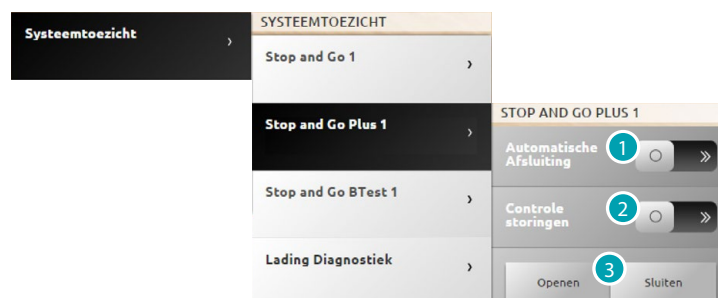 Systeemtoezicht
SYSTEEMTOEZICHT
Stop and Go 1
Stop and Go Plus 1
Stop and Go BTest 1
Lading Diagnostiek
STOP AND GO PLUS 1
Automatische
Afsluiting
1
Controle
storingen
2
3
Openen
Sluiten